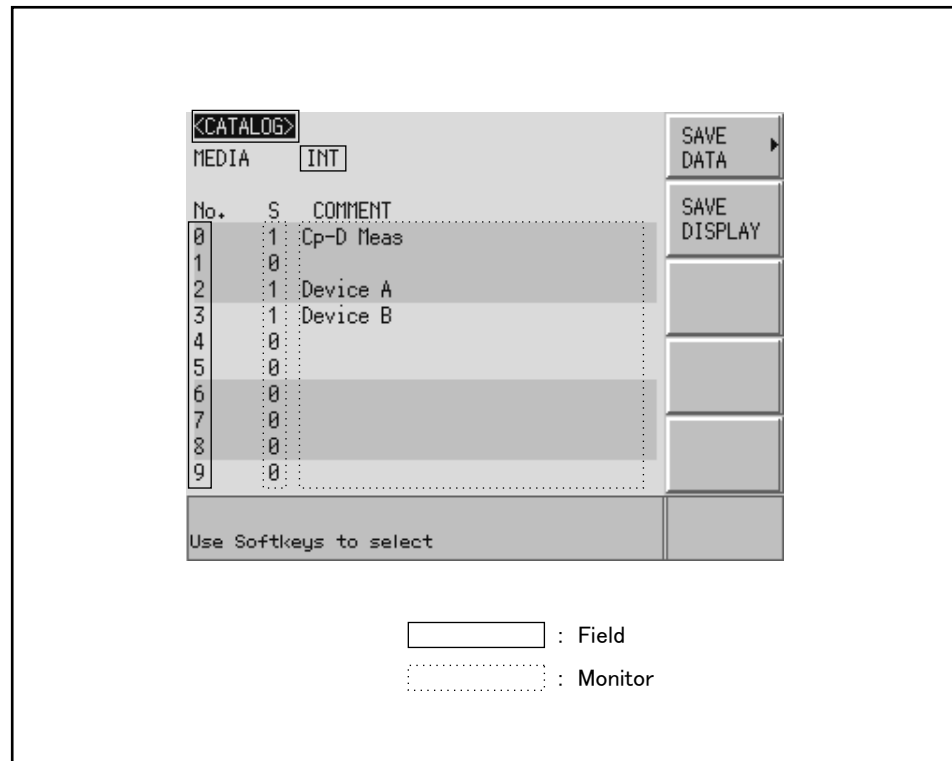 <CATALOG>
MEDIA INT
No. S COMMENT
0 1 Cp-D Meas
1 0
2 1 Device A
3 1 Device B
4 0
5 0
6 0
7 0
8 0
9 0
Use Softkeys to select
SAVE
DATA
SAVE
DISPLAY
: Field
: Monitor